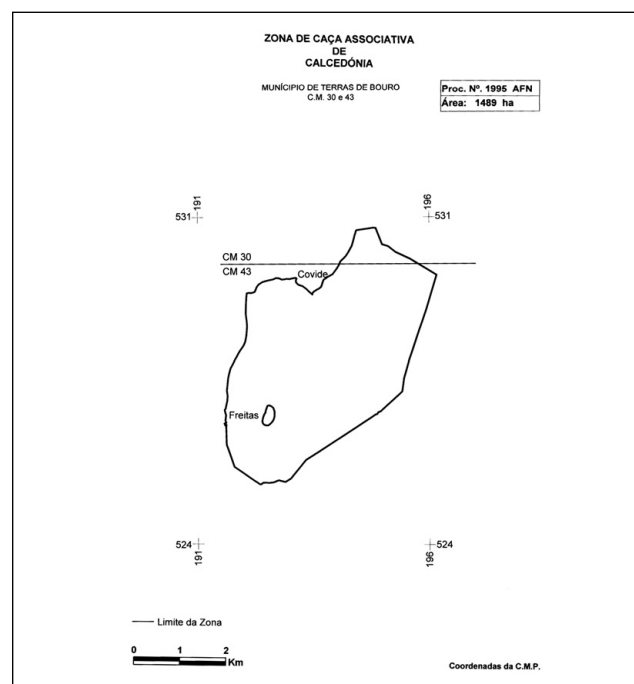 ZONA DE CAÇA ASSOCIATIVA
DE
CALCEDÓNIA
MUNÍCIPIO DE TERRAS DE BOURO
C.M. 30 e 43
Proc. Nº. 1995 AFN
Área: 1489 ha
191
196
531
531
CM 30
CM 43
Covide
Freitas
524
524
191
196
Limite da Zona
0 1 2
Km
Coordenadas da C.M.P.